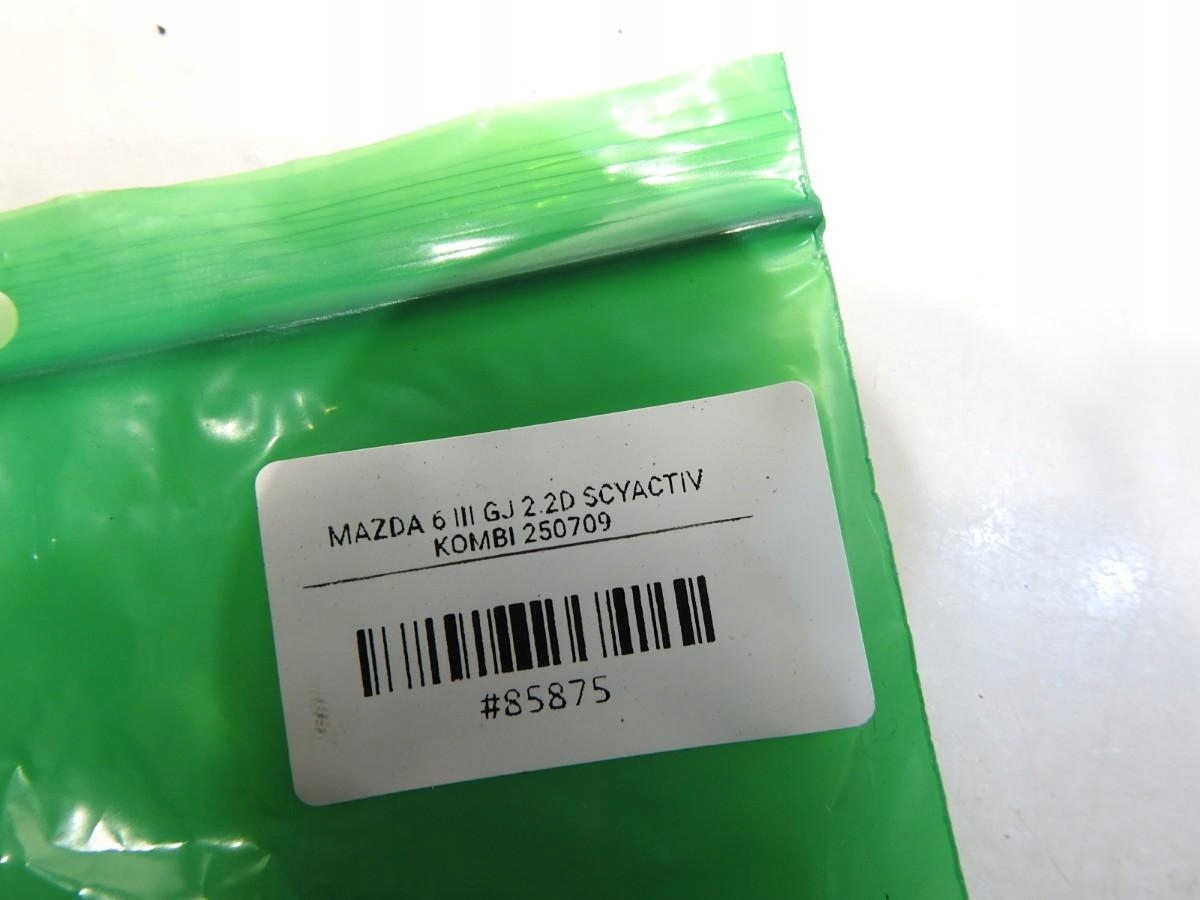 MAZDA 6 III GJ 2.2D SCYACTIV
KOMBI 250709
#85875